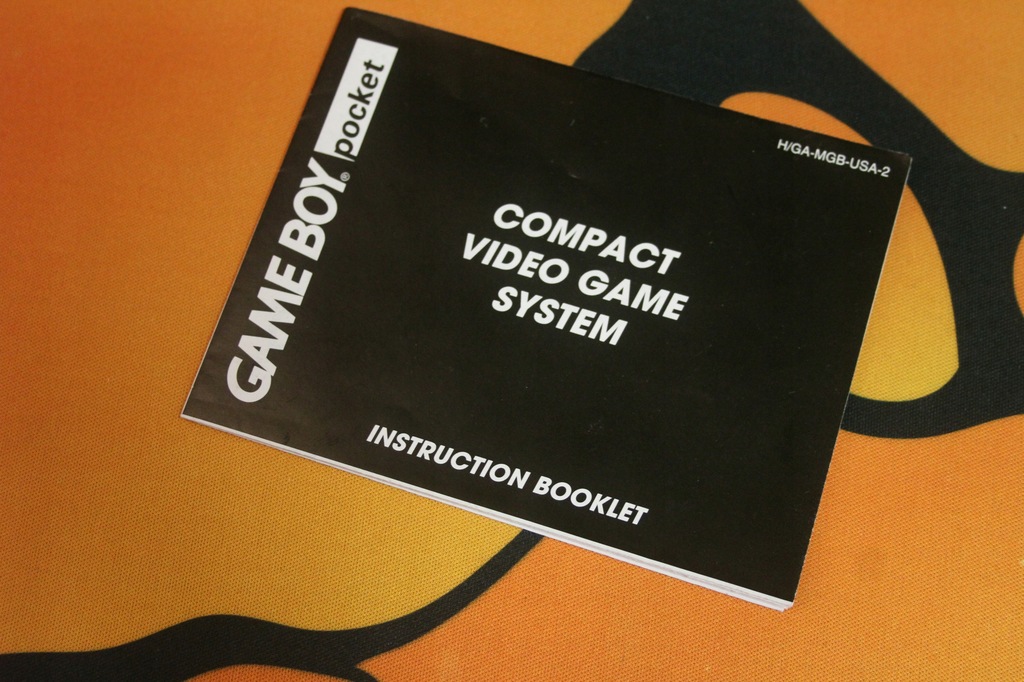 GAME BOY® pocket
H/GA-MGB-USA-2
COMPACT
VIDEO GAME
SYSTEM
INSTRUCTION BOOKLET